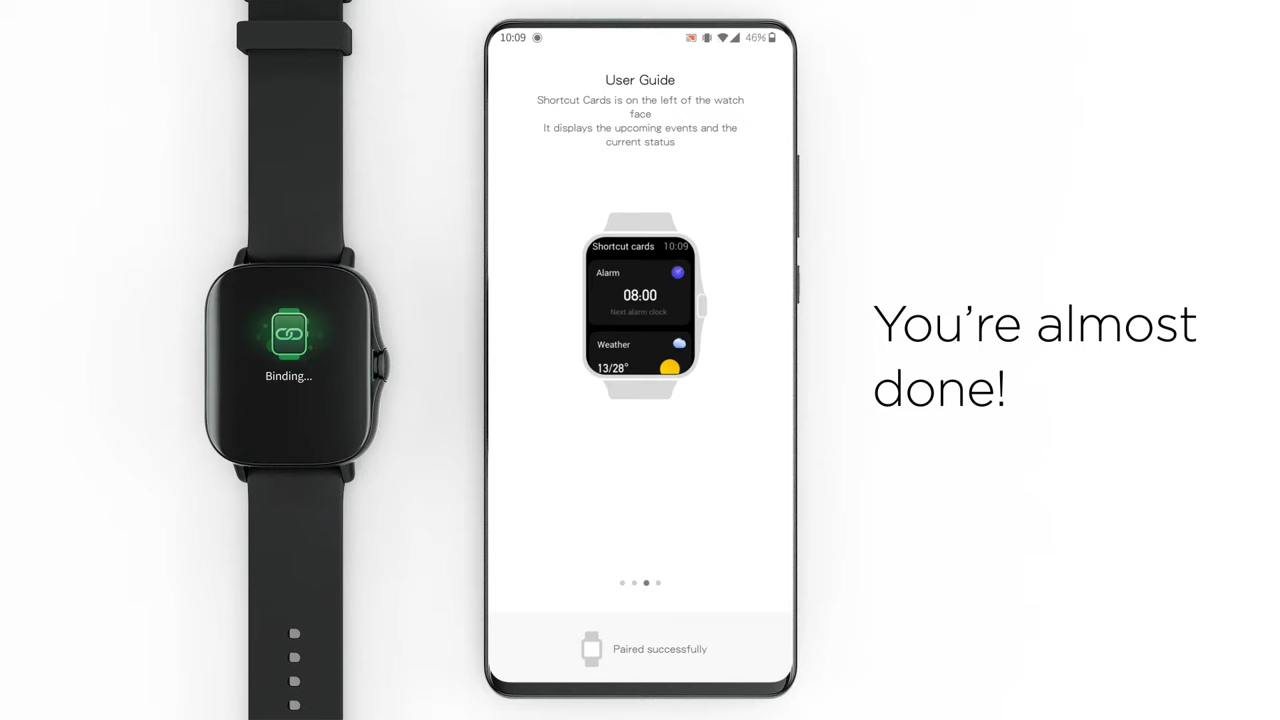 10:09
46%
User Guide
Shortcut Cards is on the left of the watch
face
It displays the upcoming events and the
current status
Shortcut cards 10:09
Alarm
08:00
Next alarm clock
Weather
13/28°
Binding...
You’re almost
done!
Paired successfully